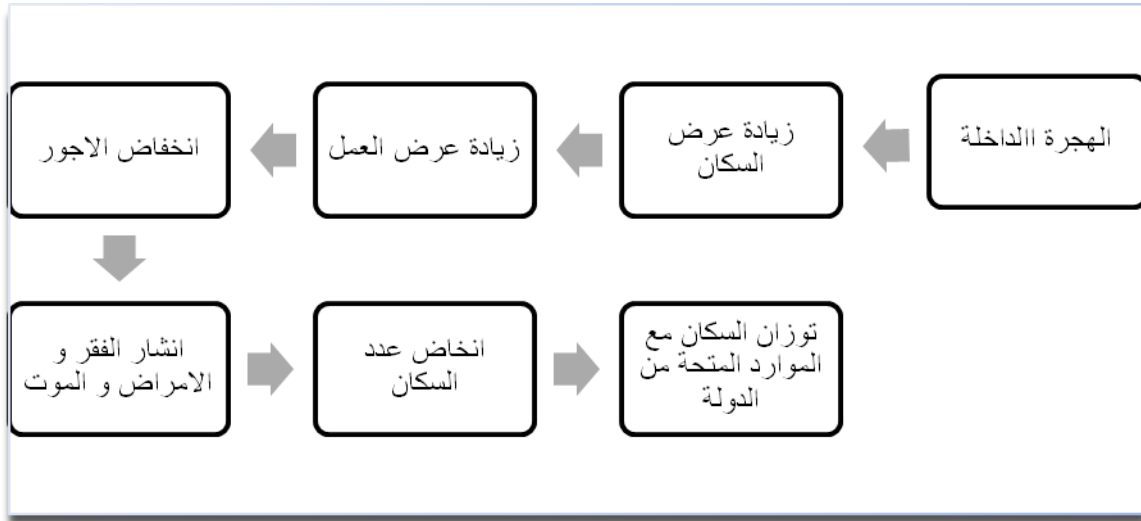 الهجرة االداخلة
زيادة عرض
السكان
زيادة عرض العمل
انخفاض الاجور
انشار الفقر و
الامراض و الموت
انخاض عدد
السكان
توزان السكان مع
الموارد المتحة من
الدولة